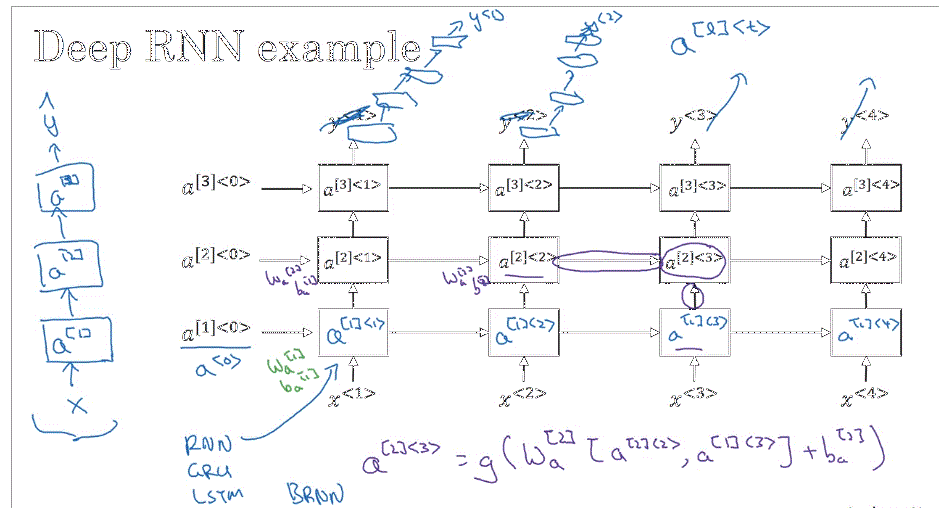 Deep RNN example
y<1>
y<2>
a^[l]<t>
ŷ
y<3> y<4>
a^[3] a^[3]<0> a^[3]<1> a^[3]<2> a^[3]<3> a^[3]<4>
a^[2] a^[2]<0> a^[2]<1> a^[2]<2> a^[2]<3> a^[2]<4>
W_a^[2] b_a^[2] W_a^[2] b_a^[2]
a^[1] a^[1]<0> a^[1]<1> a^[1]<2> a^[1]<3> a^[1]<4>
a^[0] W_a^[1] b_a^[1]
x x<1> x<2> x<3> x<4>
RNN
GRU
LSTM BRNN
a^[2]<3> = g(W_a^[2] [a^[2]<2>, a^[1]<3>] + b_a^[2])